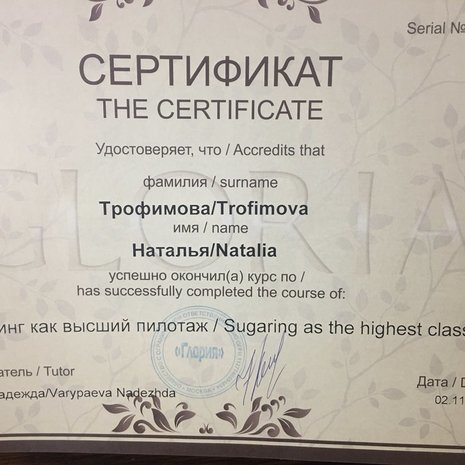 Serial №
СЕРТИФИКАТ
THE CERTIFICATE
Удостоверяет, что / Accredits that
фамилия / surname
Трофимова/Trofimova
имя / name
Наталья/Natalia
успешно окончил(а) курс по /
has successfully completed the course of:
инг как высший пилотаж / Sugaring as the highest class
«Глория»
атель / Tutor
адежда/Varypaeva Nadezhda
Дата / D
02.11
GLORIA